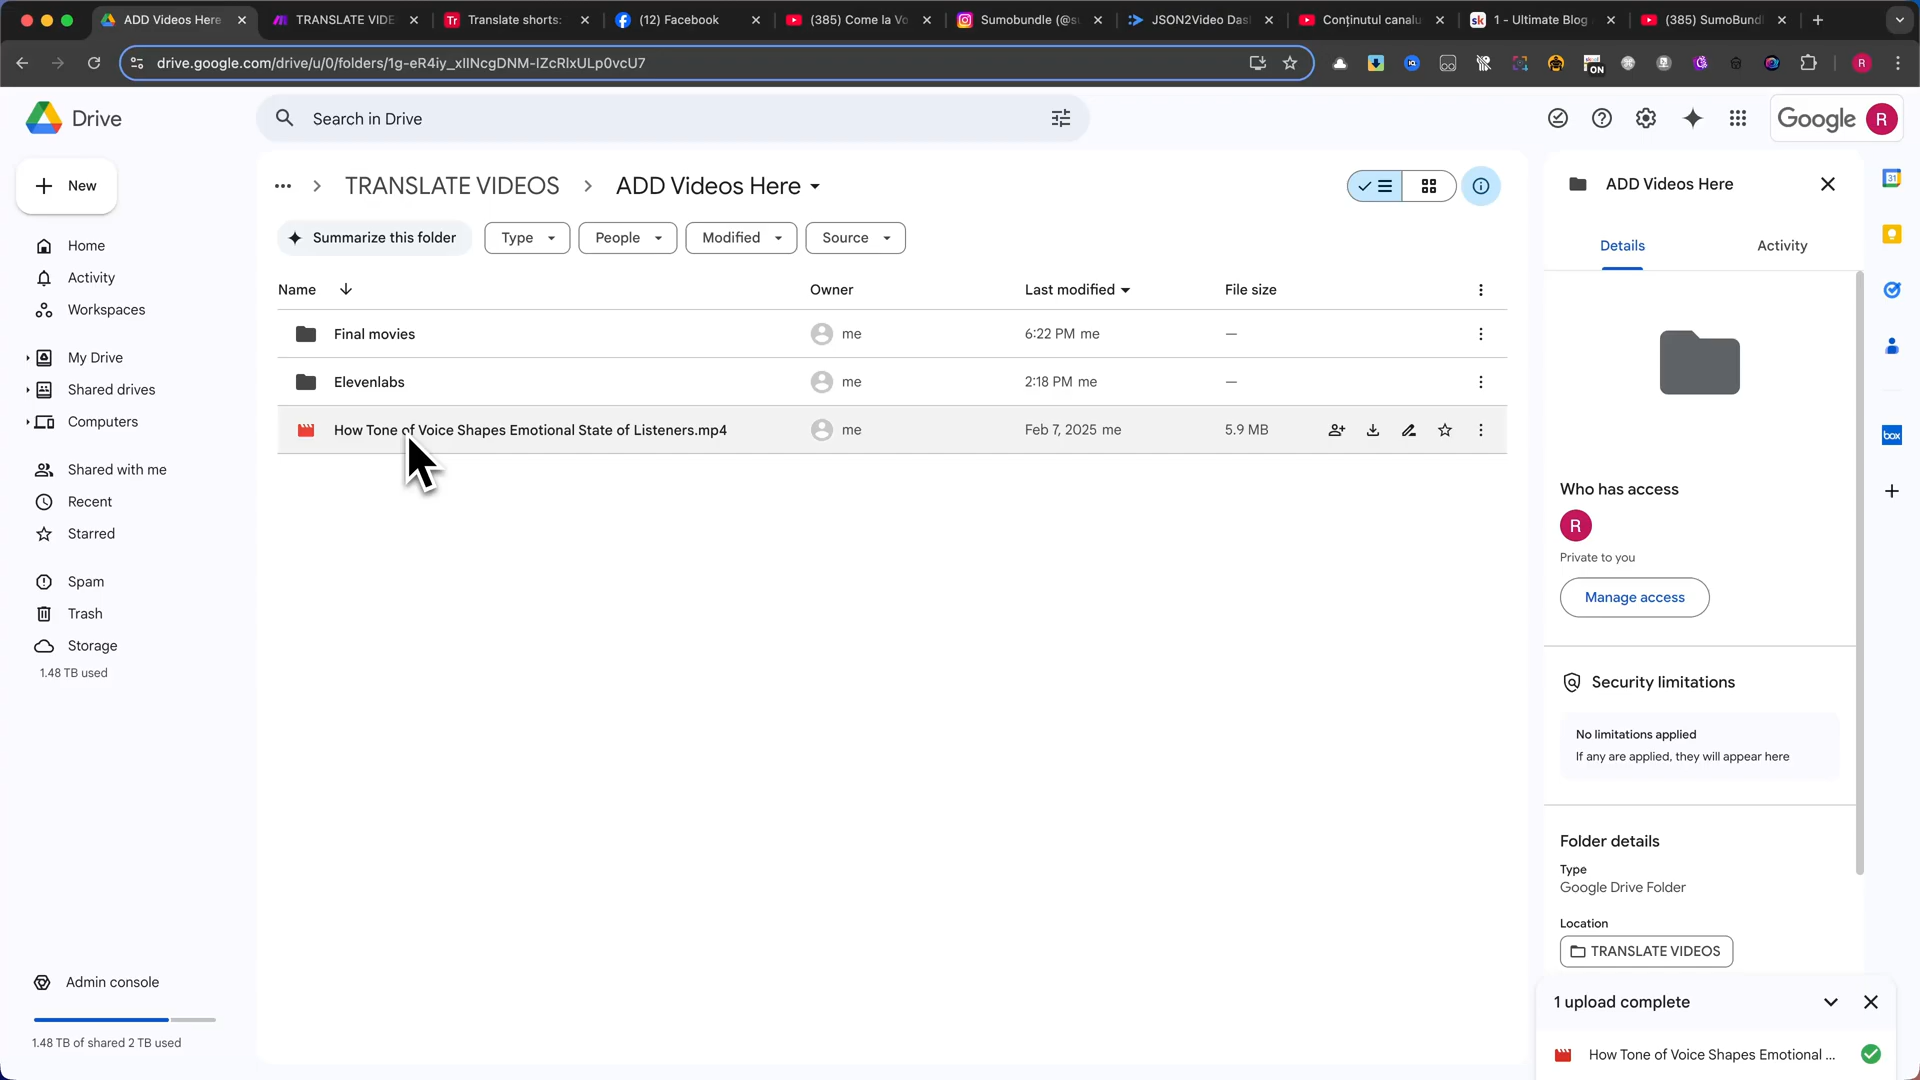 ADD Videos Here
TRANSLATE VIDE
Tr
Translate shorts:
(12) Facebook
(385) Come la Vo
Sumobundle (@su
JSON2Video Das
Conținutul canalu
sk
1 - Ultimate Blog
(385) SumoBund
drive.google.com/drive/u/0/folders/1g-eR4iy_xIINcgDNM-IZcRlxULp0vcU7
ON
R
Drive
Search in Drive
Google
R
New
Home
Activity
Workspaces
My Drive
Shared drives
Computers
Shared with me
Recent
Starred
Spam
Trash
Storage
1.48 TB used
Admin console
1.48 TB of shared 2 TB used
TRANSLATE VIDEOS
ADD Videos Here
Summarize this folder
Type
People
Modified
Source
Name
Owner
Last modified
File size
Final movies
me
6:22 PM me
—
Elevenlabs
me
2:18 PM me
—
How Tone of Voice Shapes Emotional State of Listeners.mp4
me
Feb 7, 2025 me
5.9 MB
ADD Videos Here
Details
Activity
Who has access
R
Private to you
Manage access
Security limitations
No limitations applied
If any are applied, they will appear here
Folder details
Type
Google Drive Folder
Location
TRANSLATE VIDEOS
1 upload complete
How Tone of Voice Shapes Emotional ...
31
box